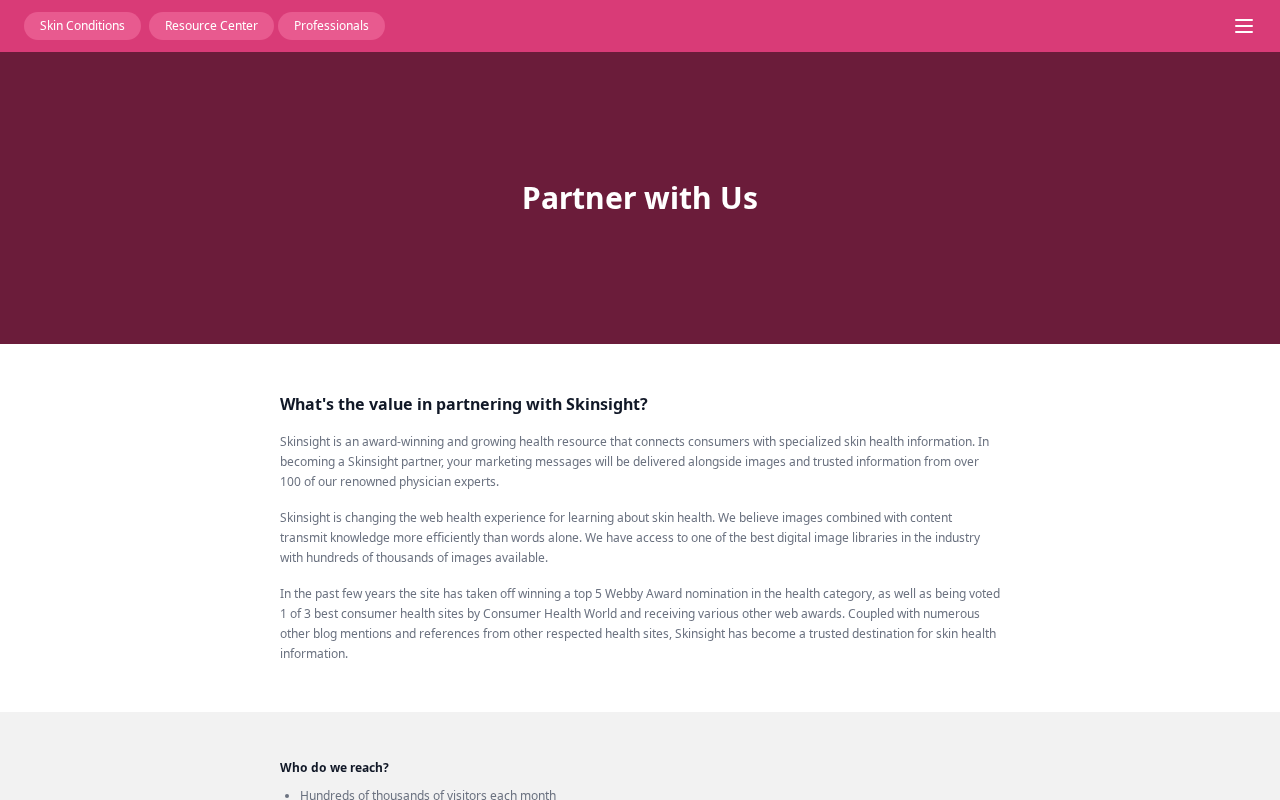 Skin Conditions
Resource Center
Professionals
Partner with Us
What's the value in partnering with Skinsight?
Skinsight is an award-winning and growing health resource that connects consumers with specialized skin health information. In
becoming a Skinsight partner, your marketing messages will be delivered alongside images and trusted information from over
100 of our renowned physician experts.
Skinsight is changing the web health experience for learning about skin health. We believe images combined with content
transmit knowledge more efficiently than words alone. We have access to one of the best digital image libraries in the industry
with hundreds of thousands of images available.
In the past few years the site has taken off winning a top 5 Webby Award nomination in the health category, as well as being voted
1 of 3 best consumer health sites by Consumer Health World and receiving various other web awards. Coupled with numerous
other blog mentions and references from other respected health sites, Skinsight has become a trusted destination for skin health
information.
Who do we reach?
• Hundreds of thousands of visitors each month